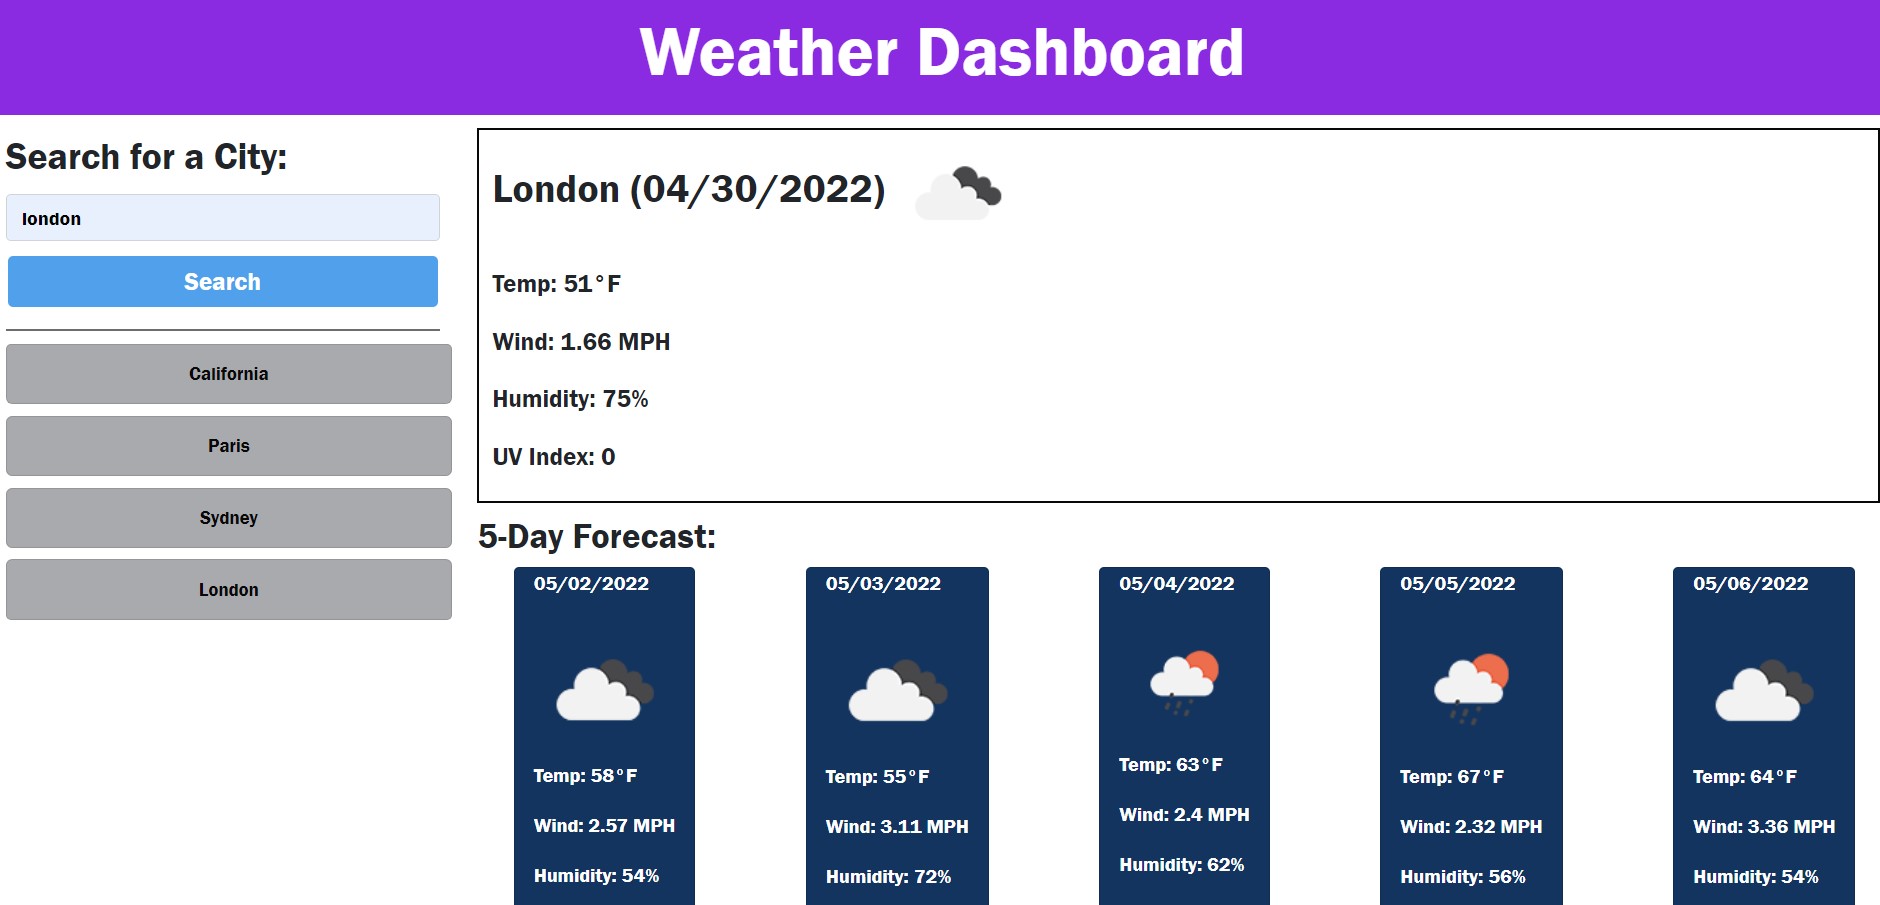 Weather Dashboard
Search for a City:
london
Search
California
Paris
Sydney
London
London (04/30/2022)
Temp: 51°F
Wind: 1.66 MPH
Humidity: 75%
UV Index: 0
5-Day Forecast:
05/02/2022
Temp: 58°F
Wind: 2.57 MPH
Humidity: 54%
05/03/2022
Temp: 55°F
Wind: 3.11 MPH
Humidity: 72%
05/04/2022
Temp: 63°F
Wind: 2.4 MPH
Humidity: 62%
05/05/2022
Temp: 67°F
Wind: 2.32 MPH
Humidity: 56%
05/06/2022
Temp: 64°F
Wind: 3.36 MPH
Humidity: 54%